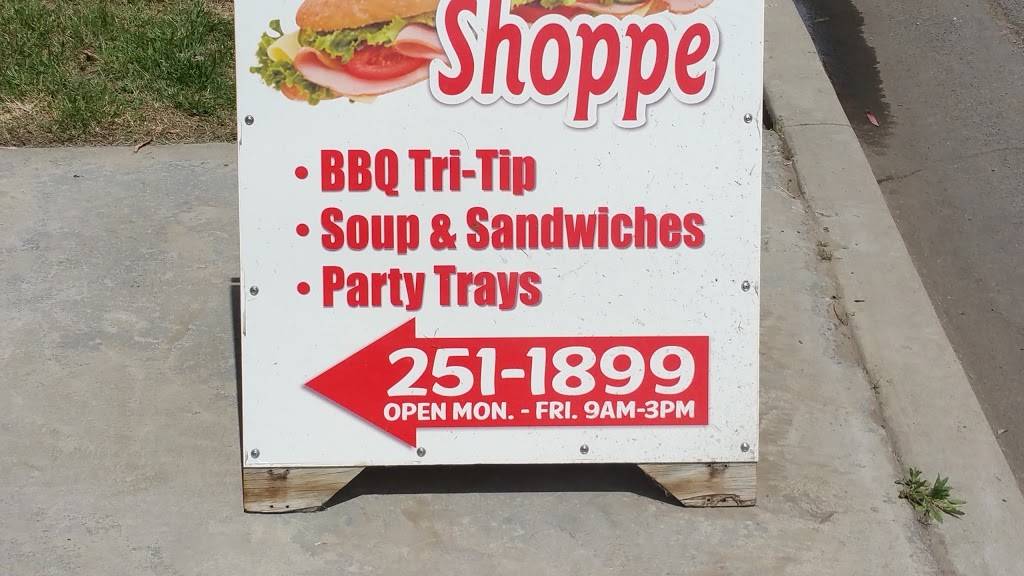 Shoppe
• BBQ Tri-Tip
• Soup & Sandwiches
• Party Trays
251-1899
OPEN MON. - FRI. 9AM-3PM